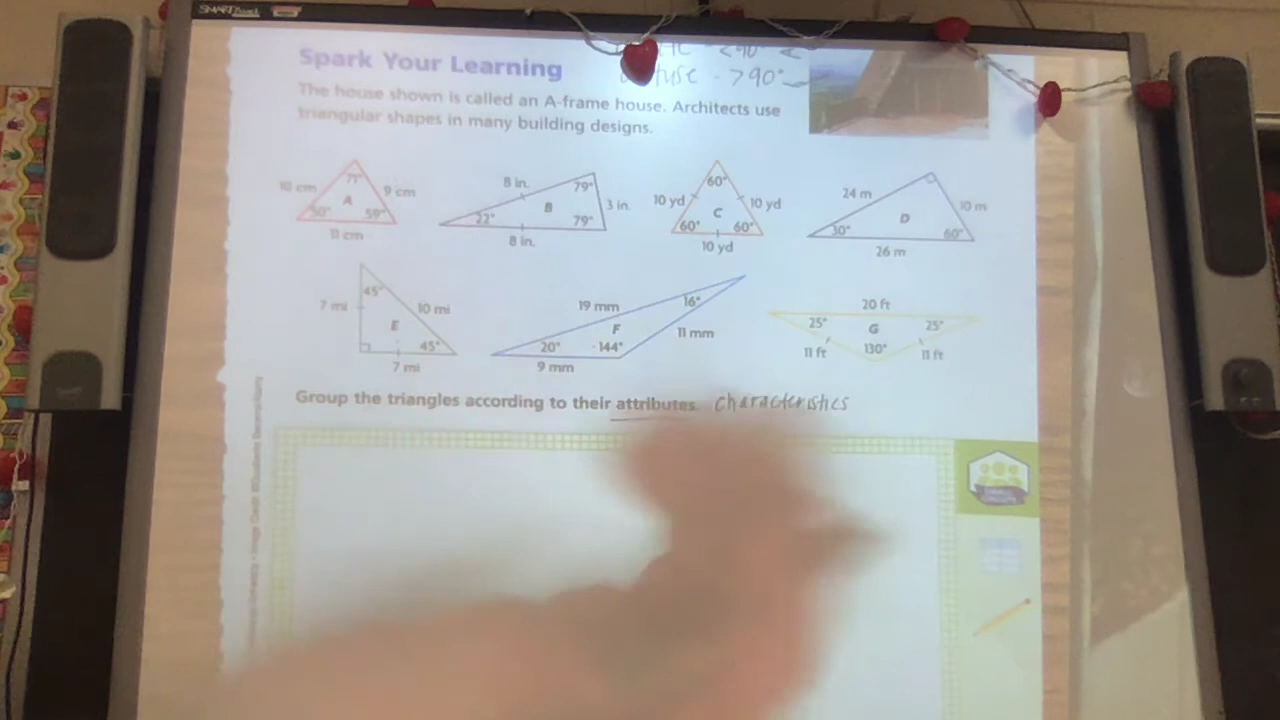 SMART
Spark Your Learning
<90°
- >90°
The house shown is called an A-frame house. Architects use
triangular shapes in many building designs.
10 cm
71°
9 cm
A
50°
59°
11 cm
8 in.
79°
3 in.
B
22°
79°
8 in.
60°
10 yd
10 yd
C
60°
60°
10 yd
24 m
10 m
D
30°
60°
26 m
7 mi
45°
10 mi
E
45°
7 mi
19 mm
16°
F
11 mm
20°
144°
9 mm
20 ft
25°
G
25°
11 ft
130°
11 ft
Group the triangles according to their attributes. characteristics